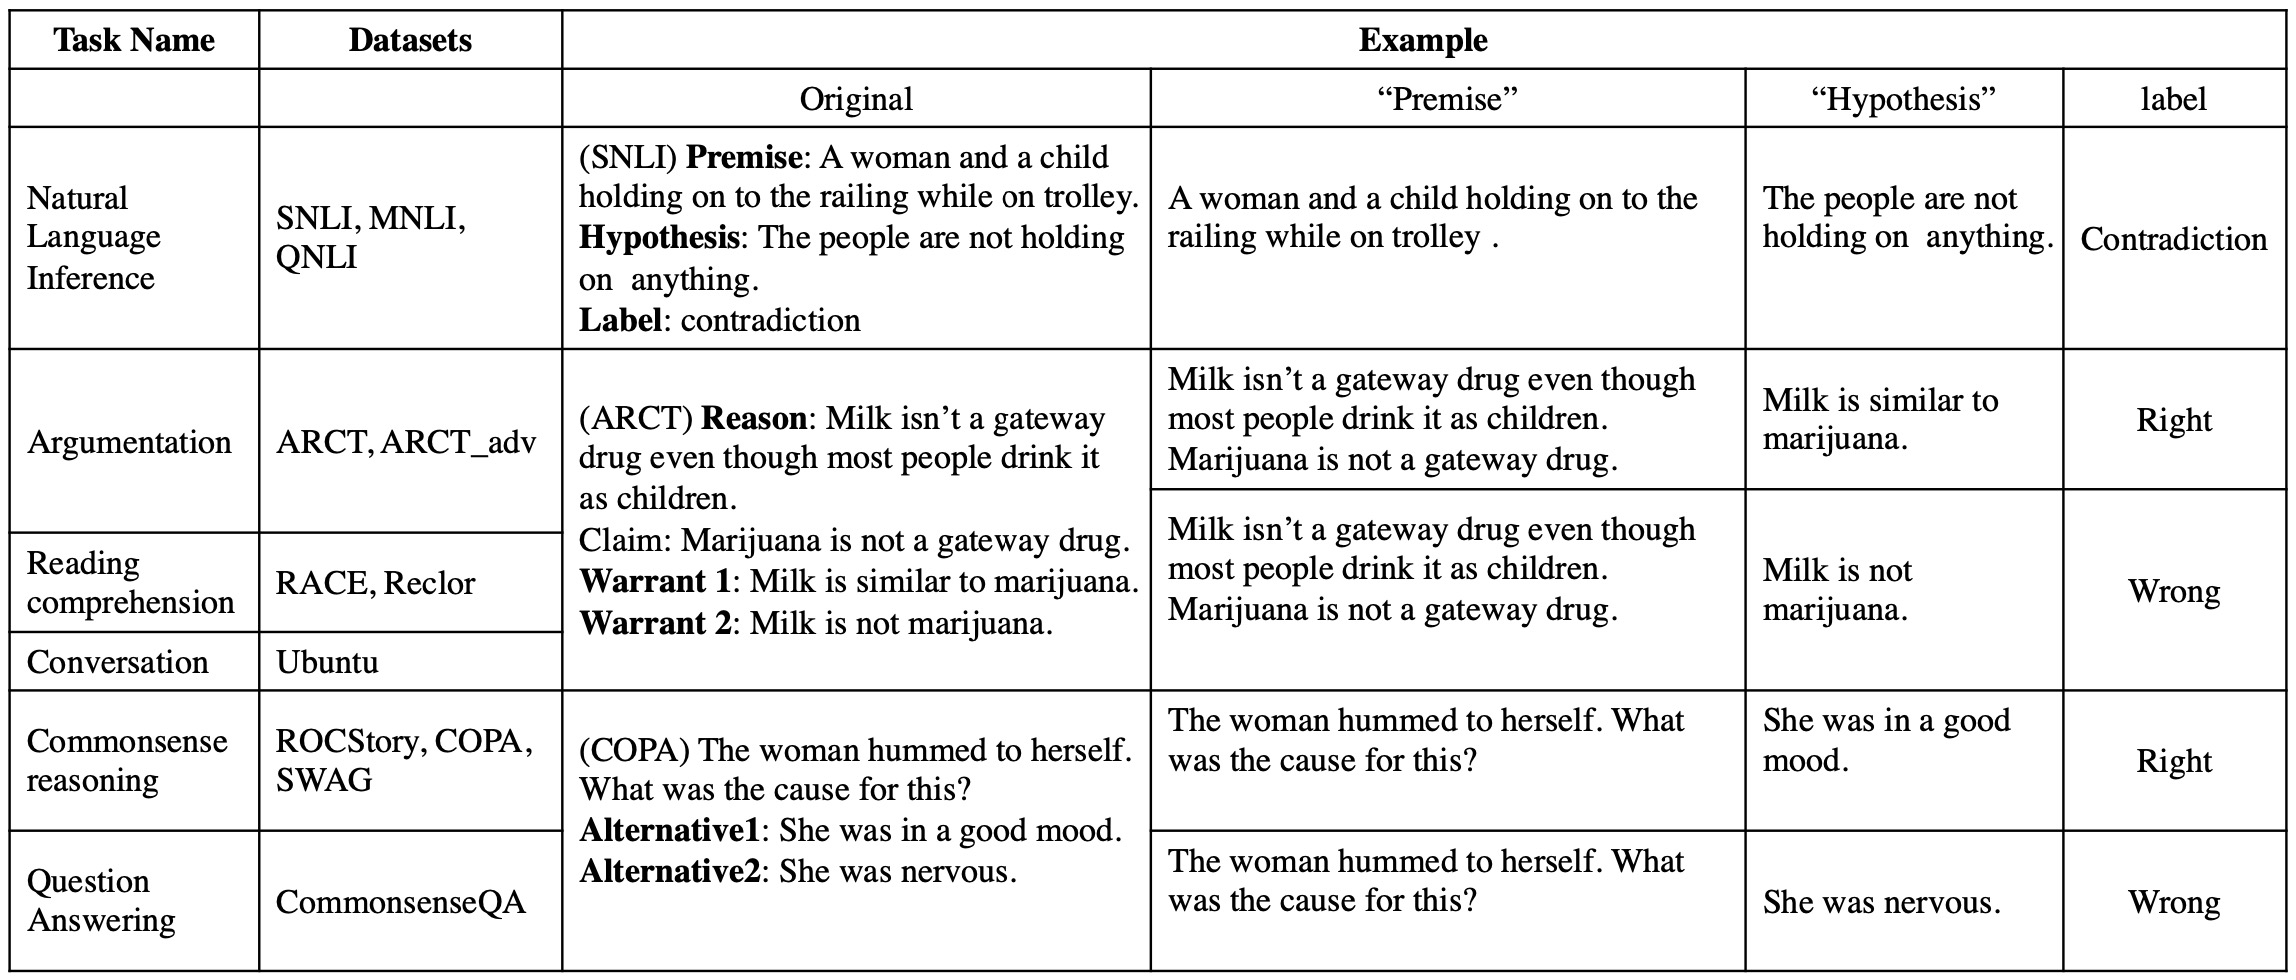 Task Name
Datasets
Example
Original
“Premise”
“Hypothesis”
label
Natural
Language
Inference
SNLI, MNLI,
QNLI
(SNLI) Premise: A woman and a child
holding on to the railing while on trolley.
Hypothesis: The people are not holding
on anything.
Label: contradiction
A woman and a child holding on to the
railing while on trolley .
The people are not
holding on anything.
Contradiction
Argumentation
ARCT, ARCT_adv
(ARCT) Reason: Milk isn’t a gateway
drug even though most people drink it
as children.
Claim: Marijuana is not a gateway drug.
Warrant 1: Milk is similar to marijuana.
Warrant 2: Milk is not marijuana.
Milk isn’t a gateway drug even though
most people drink it as children.
Marijuana is not a gateway drug.
Milk is similar to
marijuana.
Right
Milk isn’t a gateway drug even though
most people drink it as children.
Marijuana is not a gateway drug.
Milk is not
marijuana.
Wrong
Reading
comprehension
RACE, Reclor
Conversation
Ubuntu
Commonsense
reasoning
ROCStory, COPA,
SWAG
(COPA) The woman hummed to herself.
What was the cause for this?
Alternative1: She was in a good mood.
Alternative2: She was nervous.
The woman hummed to herself. What
was the cause for this?
She was in a good
mood.
Right
Question
Answering
CommonsenseQA
The woman hummed to herself. What
was the cause for this?
She was nervous.
Wrong